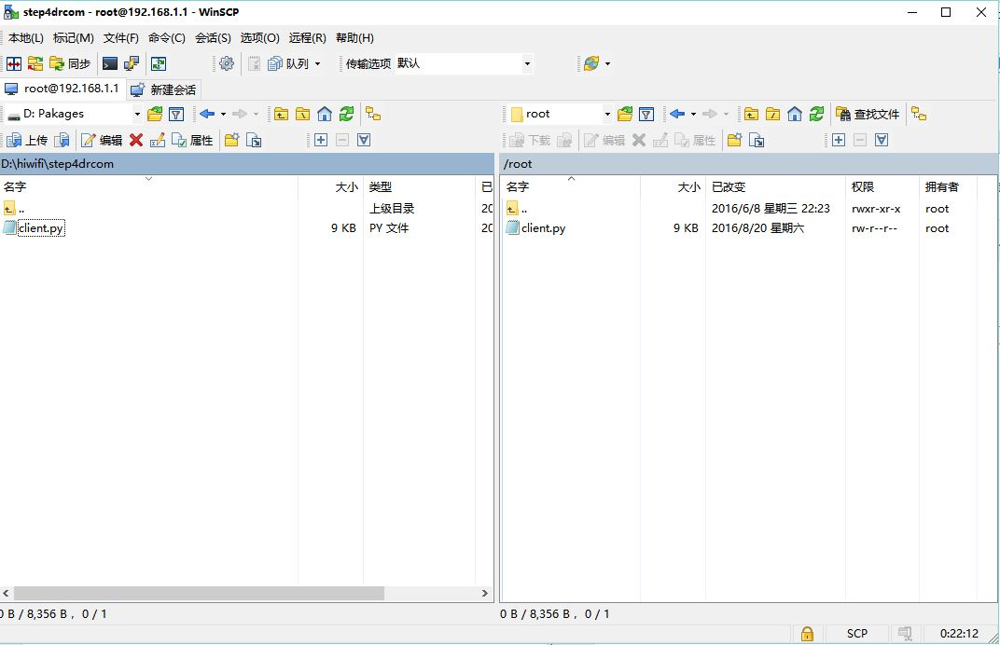 step4drcom - root@192.168.1.1 - WinSCP
本地(L) 标记(M) 文件(F) 命令(C) 会话(S) 选项(O) 远程(R) 帮助(H)
同步 队列 传输选项 默认
root@192.168.1.1 新建会话
D: Pakages
上传 编辑 属性
D:\hiwifi\step4drcom
名字 大小 类型 已
.. 上级目录 20
client.py 9 KB PY 文件 20
0 B / 8,356 B, 0 / 1
root 查找文件
下载 编辑 属性
/root
名字 大小 已改变 权限 拥有者
.. 2016/6/8 星期三 22:23 rwxr-xr-x root
client.py 9 KB 2016/8/20 星期六 rw-r--r-- root
0 B / 8,356 B, 0 / 1
SCP 0:22:12